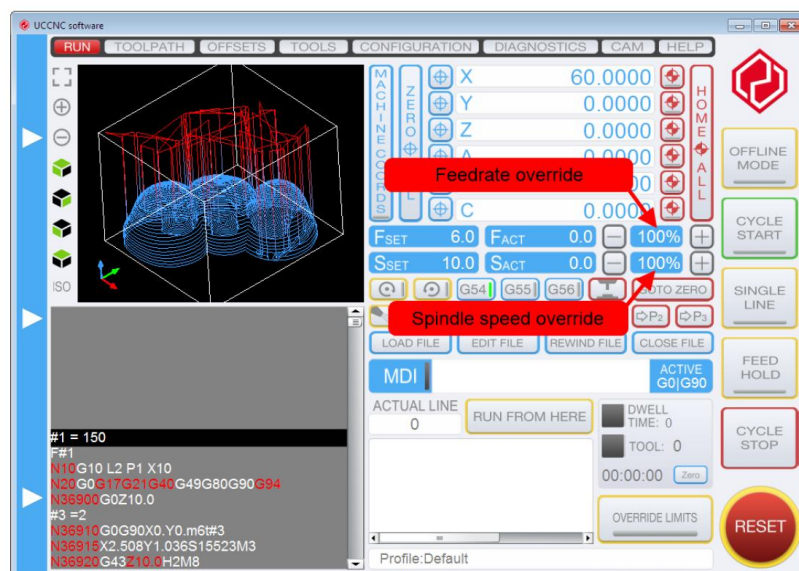 UCCNC software
RUN TOOLPATH OFFSETS TOOLS CONFIGURATION DIAGNOSTICS CAM HELP
MACHINE COORDS
ZERO ALL
X 60.0000
Y 0.0000
Z 0.0000
A
C 0.0000
HOME ALL
Feedrate override
FSET 6.0 FACT 0.0 100%
SSET 10.0 SACT 0.0 100%
G54 G55 G56 GOTO ZERO
Spindle speed override
P2 P3
LOAD FILE EDIT FILE REWIND FILE CLOSE FILE
MDI
ACTIVE
G0|G90
ISO
#1 = 150
F#1
N10G10 L2 P1 X10
N20G0G17G21G40G49G80G90G94
N36900G0Z10.0
#3 =2
N36910G0G90X0.Y0.m6t#3
N36915X2.508Y1.036S15523M3
N36920G43Z10.0H2M8
ACTUAL LINE
0
RUN FROM HERE
DWELL
TIME: 0
TOOL: 0
00:00:00 Zero
OVERRIDE LIMITS
Profile:Default
OFFLINE
MODE
CYCLE
START
SINGLE
LINE
FEED
HOLD
CYCLE
STOP
RESET